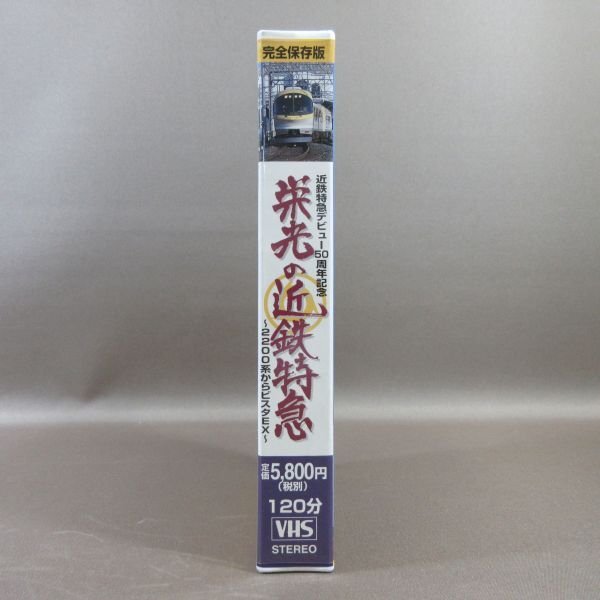 完全保存版
近鉄特急デビュー50周年記念
栄光の近鉄特急
~2200系からビスタEX~
定価5,800円
(税別)
120分
VHS
STEREO